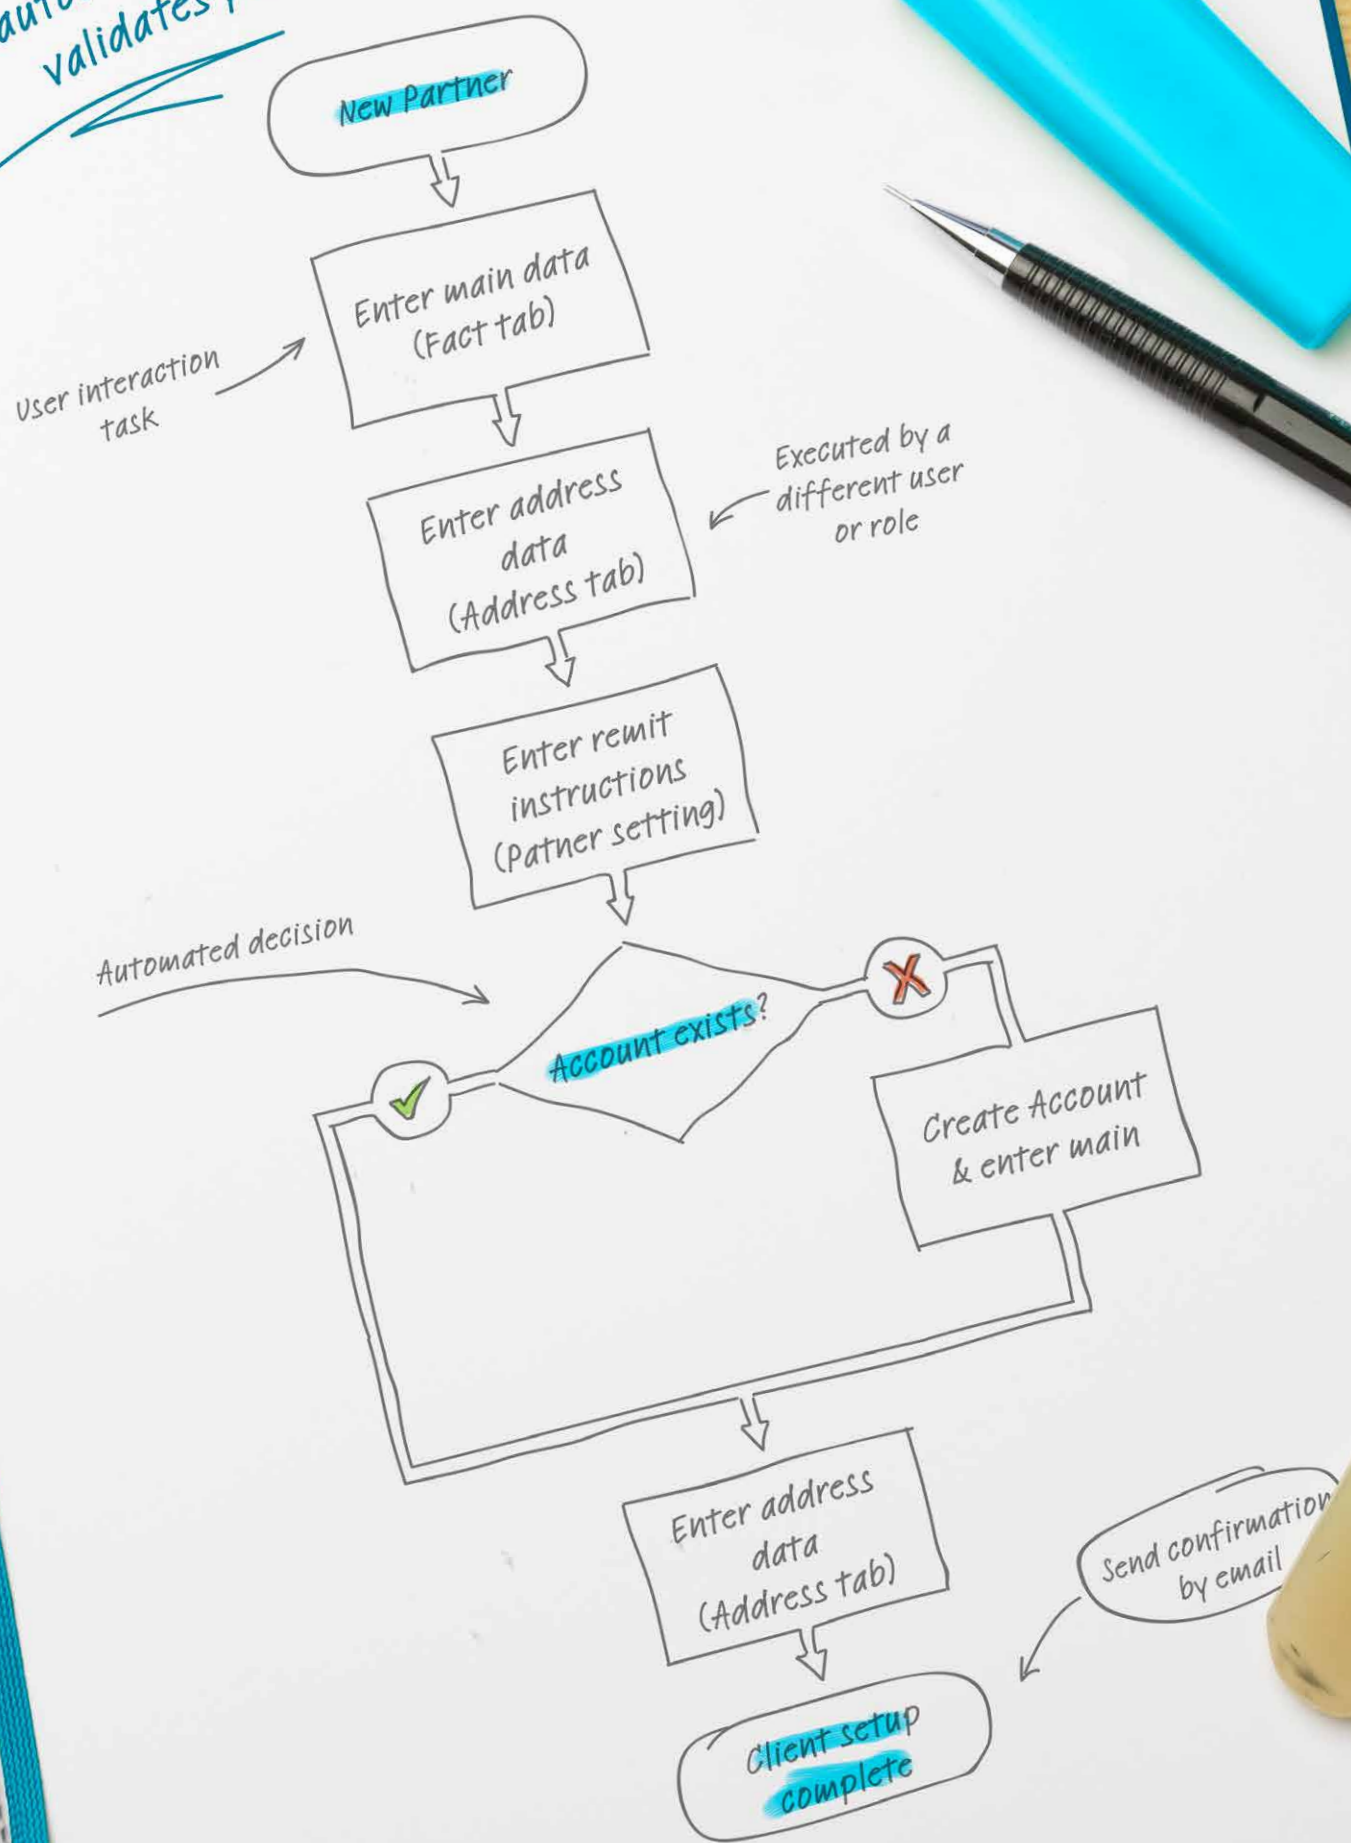 validates
New Partner
Enter main data
(Fact tab)
User interaction
task
Enter address
data
(Address tab)
Executed by a
different user
or role
Enter remit
instructions
(Patner setting)
Automated decision
Account exists?
Create Account
& enter main
Enter address
data
(Address tab)
Send confirmation
by email
Client setup
complete